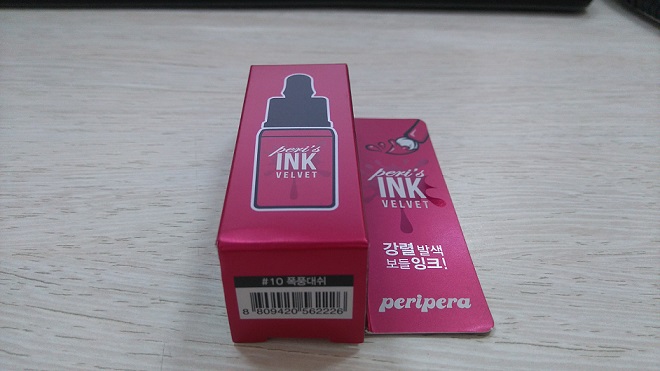 peri's
INK
VELVET
#10 폭풍대쉬
8 809420 562226
peri's
INK
VELVET
강렬 발색
보들잉크!
peripera